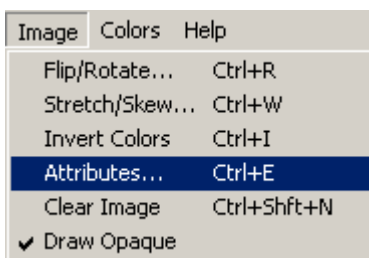 Image Colors Help
Flip/Rotate... Ctrl+R
Stretch/Skew... Ctrl+W
Invert Colors Ctrl+I
Attributes... Ctrl+E
Clear Image Ctrl+Shft+N
Draw Opaque